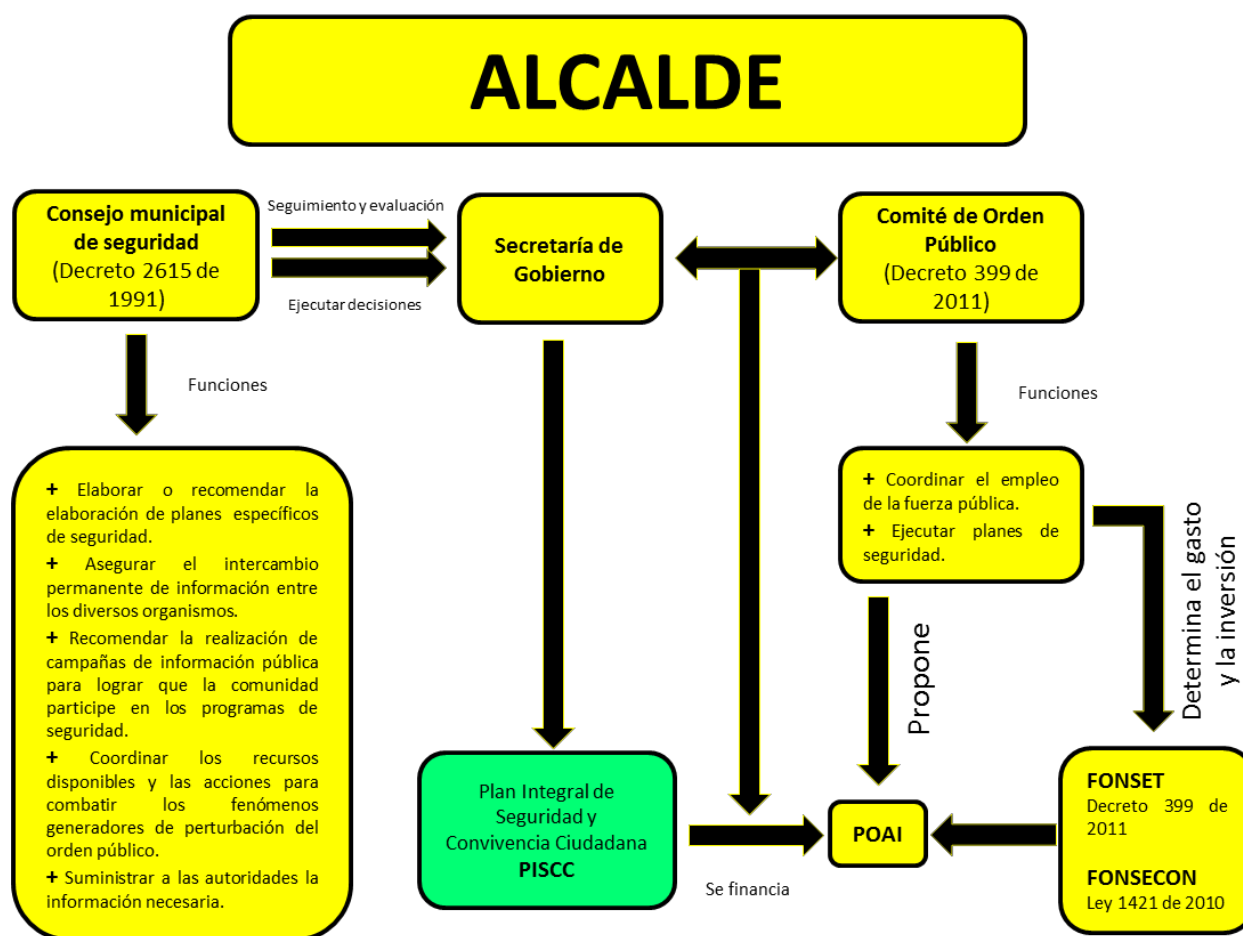 ALCALDE
Consejo municipal
de seguridad
(Decreto 2615 de
1991)
Seguimiento y evaluación
Ejecutar decisiones
Secretaría de
Gobierno
Comité de Orden
Público
(Decreto 399 de
2011)
Funciones
Funciones
+ Elaborar o recomendar la
elaboración de planes específicos
de seguridad.
+ Asegurar el intercambio
permanente de información entre
los diversos organismos.
+ Recomendar la realización de
campañas de información pública
para lograr que la comunidad
participe en los programas de
seguridad.
+ Coordinar los recursos
disponibles y las acciones para
combatir los fenómenos
generadores de perturbación del
orden público.
+ Suministrar a las autoridades la
información necesaria.
+ Coordinar el empleo
de la fuerza pública.
+ Ejecutar planes de
seguridad.
Propone
Determina el gasto
y la inversión
Plan Integral de
Seguridad y
Convivencia Ciudadana
PISCC
Se financia
POAI
FONSET
Decreto 399 de
2011
FONSECON
Ley 1421 de 2010